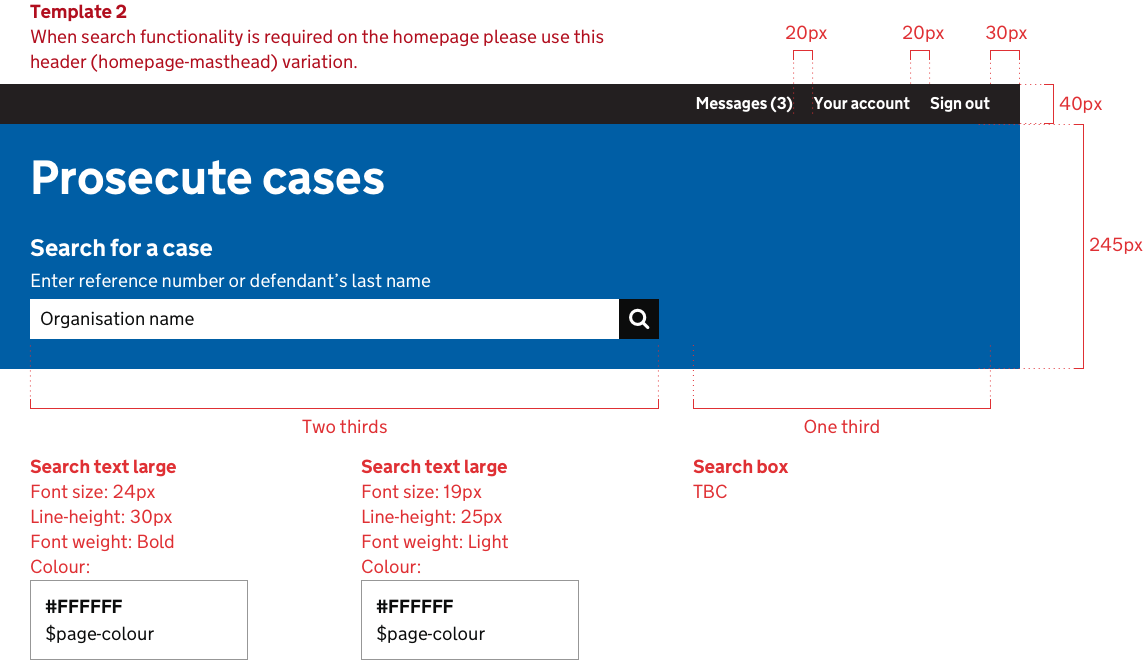 Template 2
When search functionality is required on the homepage please use this
header (homepage-masthead) variation.
20px
20px
30px
Messages (3)
Your account
Sign out
40px
Prosecute cases
245px
Search for a case
Enter reference number or defendant's last name
Organisation name
Two thirds
One third
Search text large
Font size: 24px
Line-height: 30px
Font weight: Bold
Colour:
#FFFFFF
$page-colour
Search text large
Font size: 19px
Line-height: 25px
Font weight: Light
Colour:
#FFFFFF
$page-colour
Search box
TBC